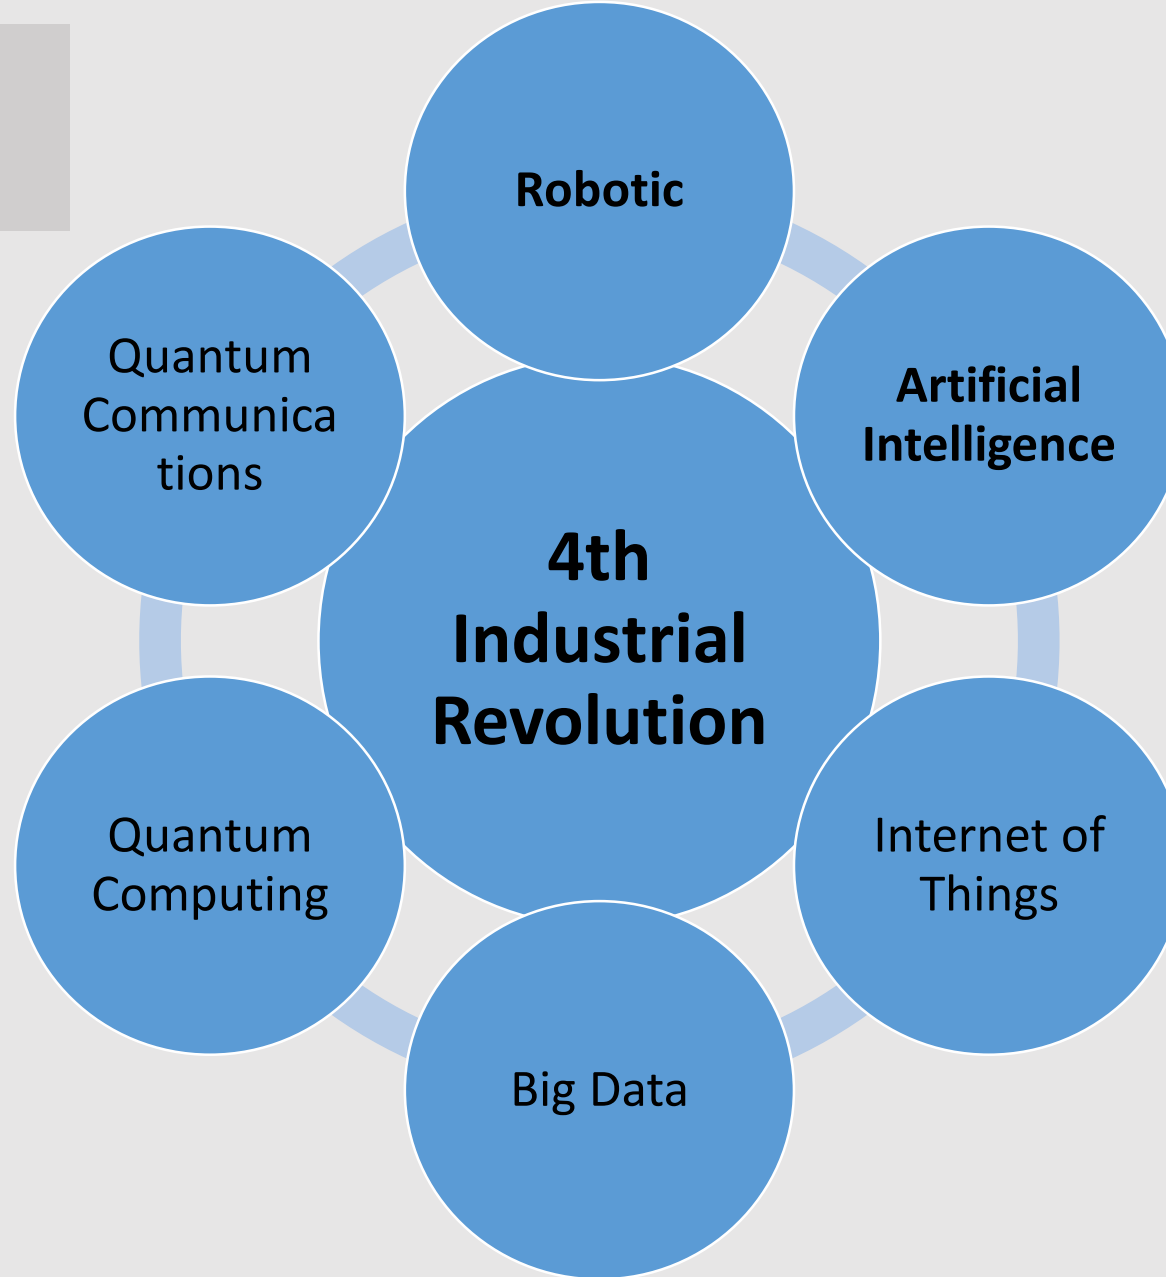 Robotic
Quantum
Communica
tions
Artificial
Intelligence
4th
Industrial
Revolution
Quantum
Computing
Internet of
Things
Big Data